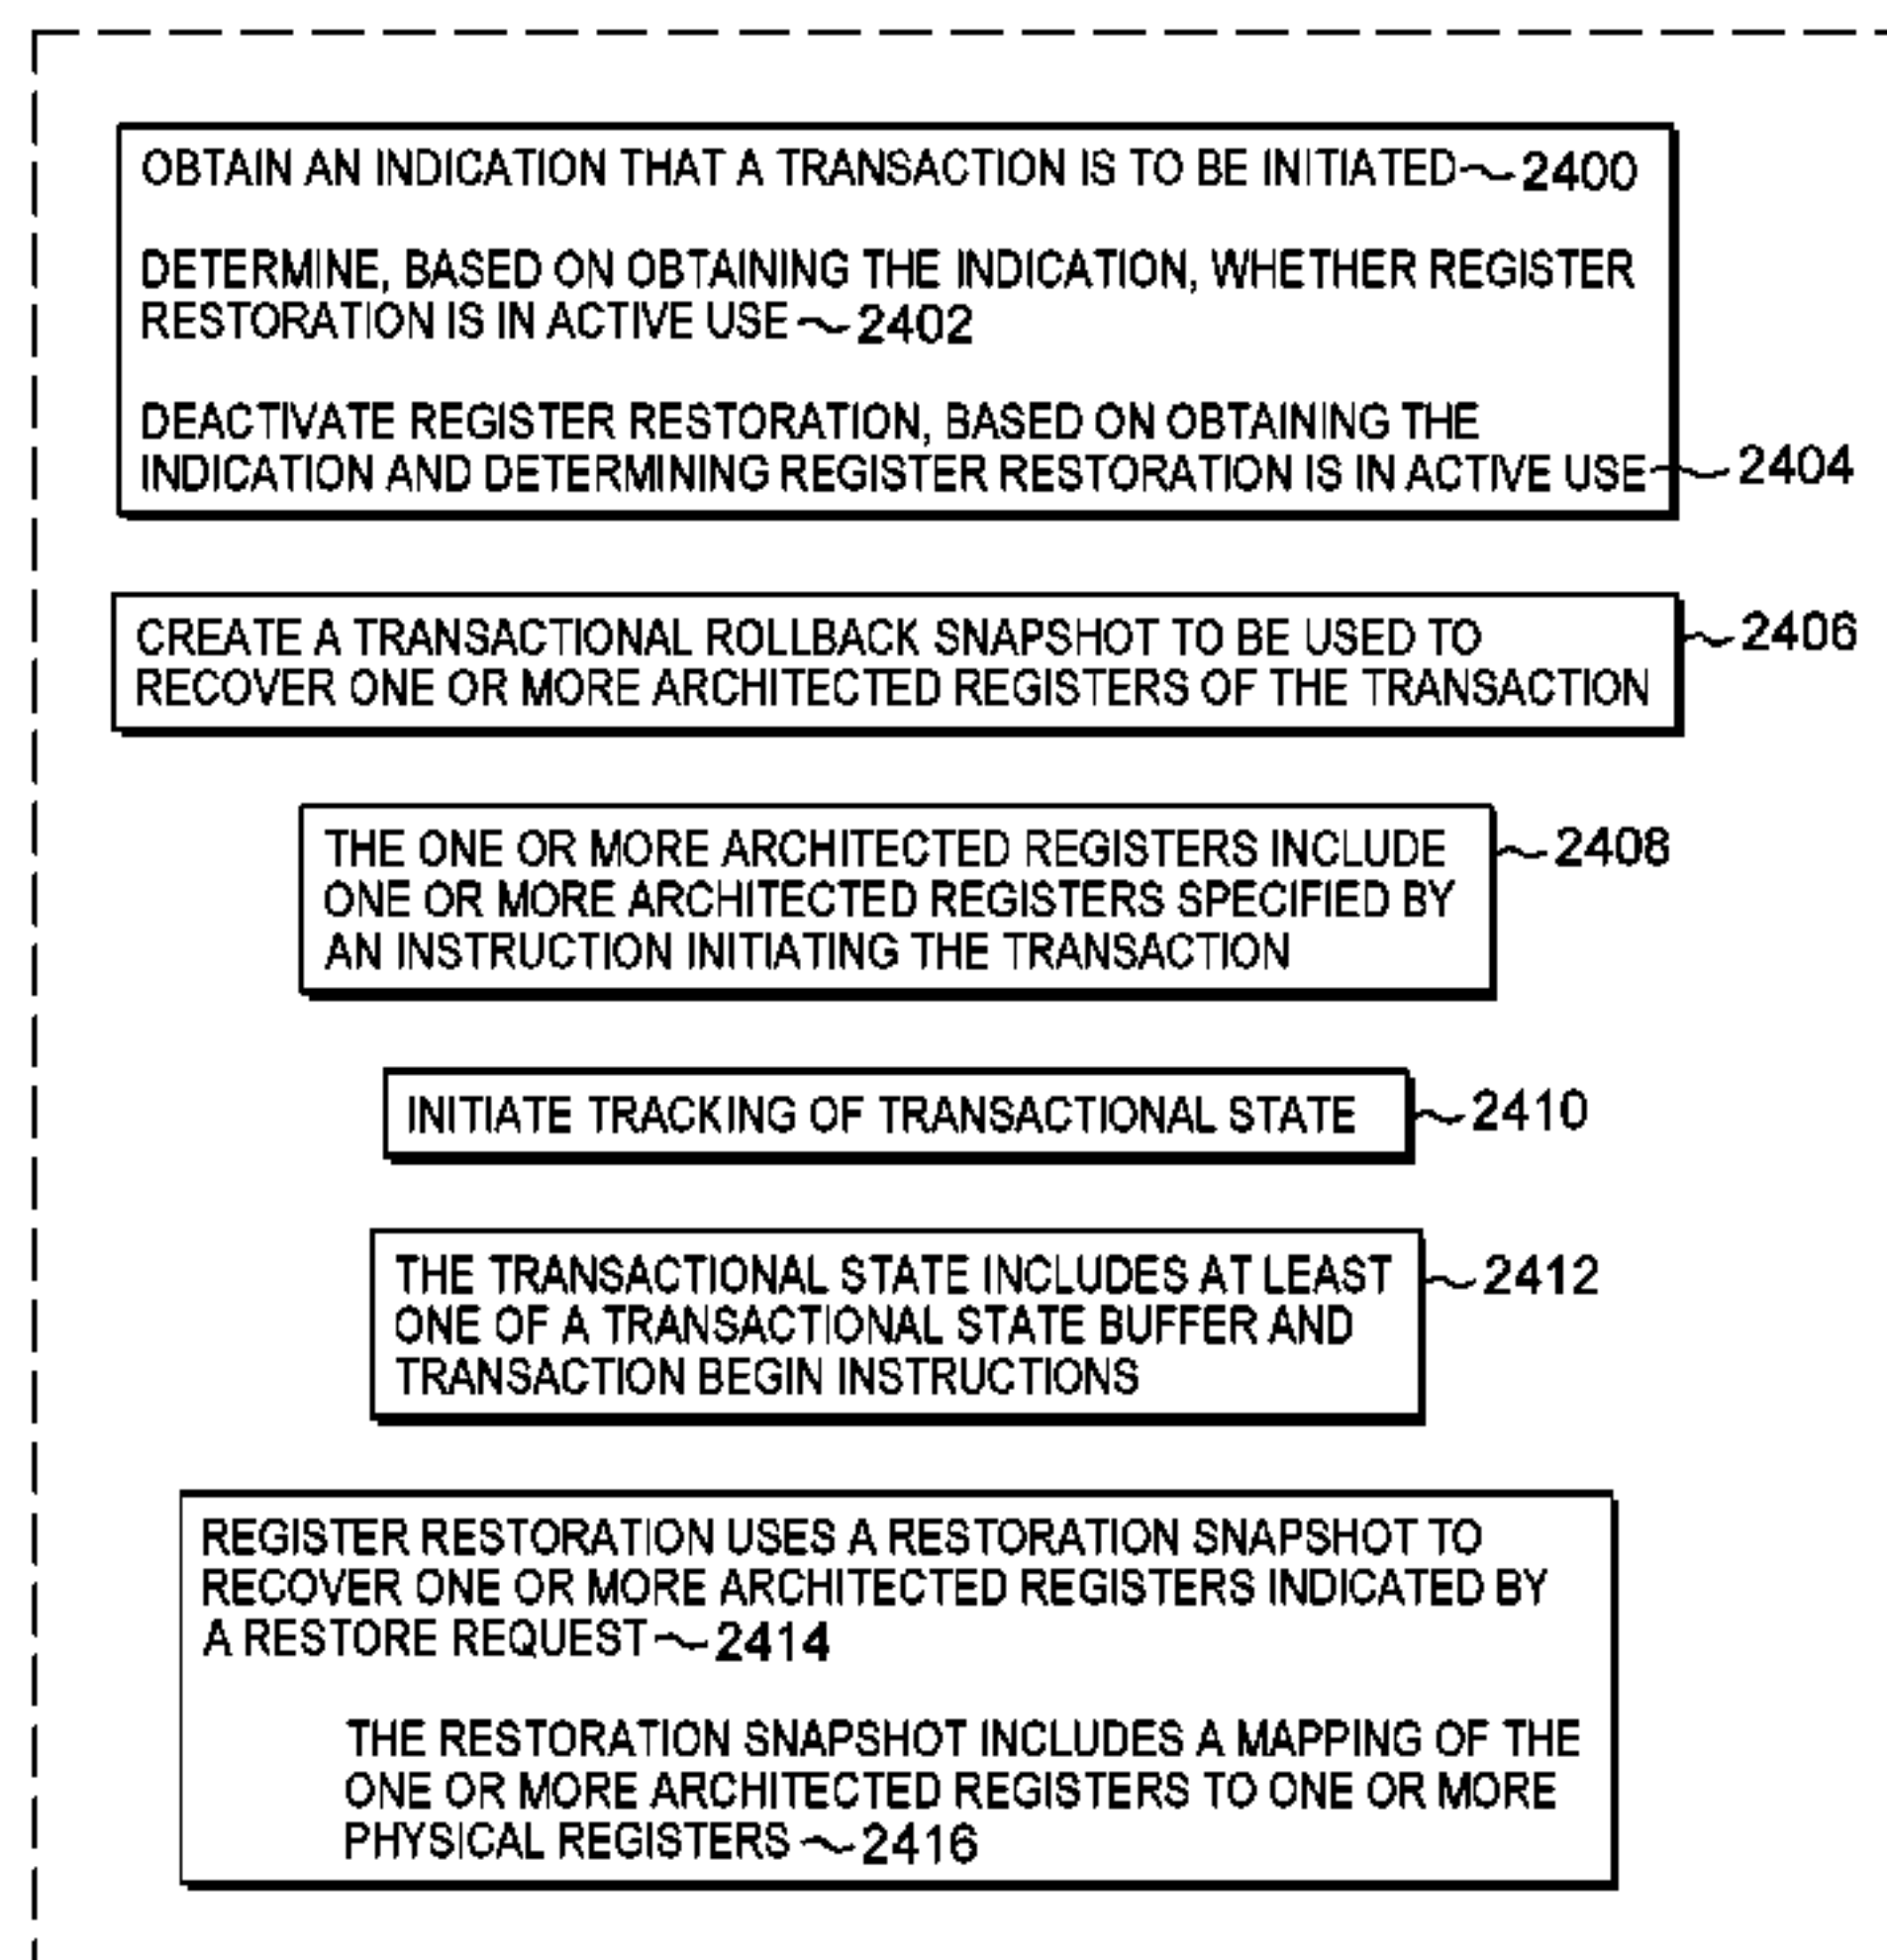 OBTAIN AN INDICATION THAT A TRANSACTION IS TO BE INITIATED 2400
DETERMINE, BASED ON OBTAINING THE INDICATION, WHETHER REGISTER
RESTORATION IS IN ACTIVE USE 2402
DEACTIVATE REGISTER RESTORATION, BASED ON OBTAINING THE
INDICATION AND DETERMINING REGISTER RESTORATION IS IN ACTIVE USE 2404
CREATE A TRANSACTIONAL ROLLBACK SNAPSHOT TO BE USED TO 2406
RECOVER ONE OR MORE ARCHITECTED REGISTERS OF THE TRANSACTION
THE ONE OR MORE ARCHITECTED REGISTERS INCLUDE 2408
ONE OR MORE ARCHITECTED REGISTERS SPECIFIED BY
AN INSTRUCTION INITIATING THE TRANSACTION
INITIATE TRACKING OF TRANSACTIONAL STATE 2410
THE TRANSACTIONAL STATE INCLUDES AT LEAST 2412
ONE OF A TRANSACTIONAL STATE BUFFER AND
TRANSACTION BEGIN INSTRUCTIONS
REGISTER RESTORATION USES A RESTORATION SNAPSHOT TO
RECOVER ONE OR MORE ARCHITECTED REGISTERS INDICATED BY
A RESTORE REQUEST 2414
THE RESTORATION SNAPSHOT INCLUDES A MAPPING OF THE
ONE OR MORE ARCHITECTED REGISTERS TO ONE OR MORE
PHYSICAL REGISTERS 2416